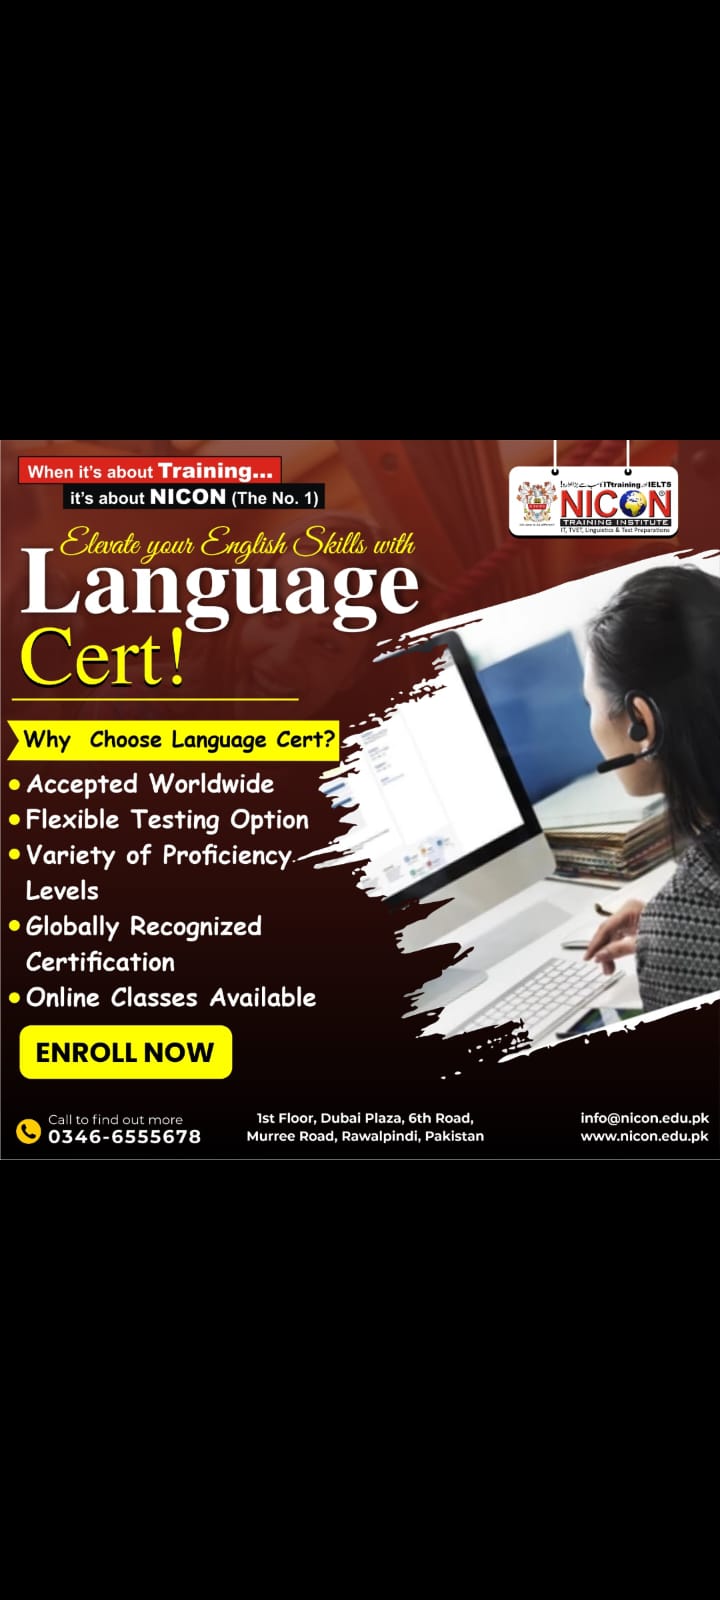 When it's about Training...
it's about NICON (The No. 1)
ITtraining
IELTS
NICON
TRAINING INSTITUTE
IT, TVET, Linguistics & Test Preparations
Elevate your English Skills with
Language
Cert!
Why Choose Language Cert?
Accepted Worldwide
Flexible Testing Option
Variety of Proficiency
Levels
Globally Recognized
Certification
Online Classes Available
ENROLL NOW
Call to find out more
0346-6555678
1st Floor, Dubai Plaza, 6th Road,
Murree Road, Rawalpindi, Pakistan
info@nicon.edu.pk
www.nicon.edu.pk